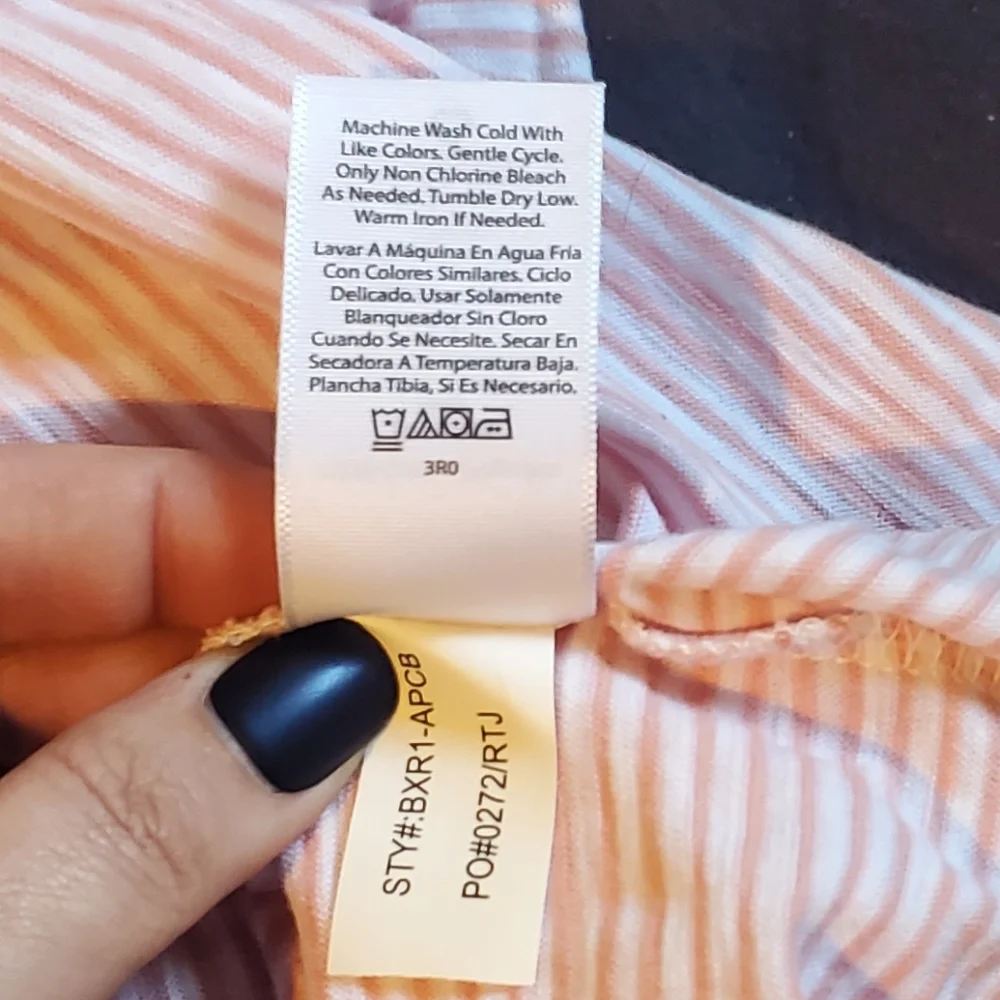 Machine Wash Cold With
Like Colors. Gentle Cycle.
Only Non Chlorine Bleach
As Needed. Tumble Dry Low.
Warm Iron If Needed.
Lavar A Máquina En Agua Fría
Con Colores Similares. Ciclo
Delicado. Usar Solamente
Blanqueador Sin Cloro
Cuando Se Necesite. Secar En
Secadora A Temperatura Baja.
Plancha Tibia, Si Es Necesario.
3R0
STY#:BXR1-APCB
PO#0272/RTJ